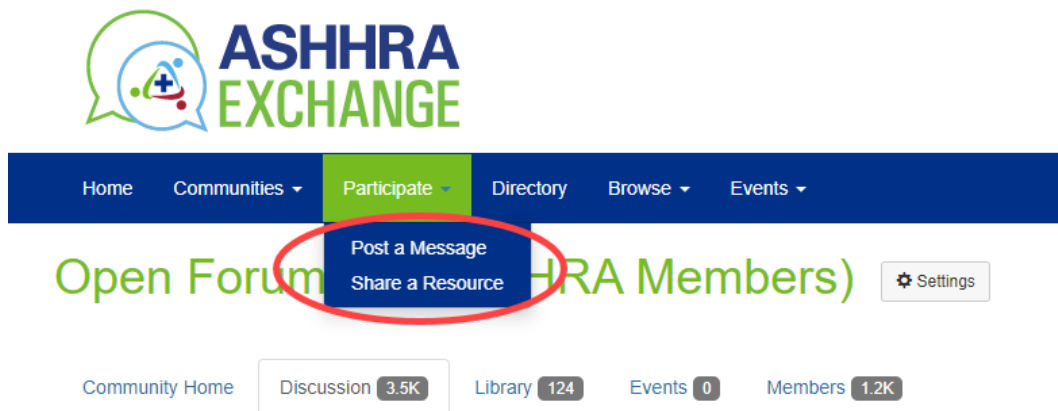 ASHHRA
EXCHANGE
Home Communities Participate Directory Browse Events
Post a Message
Share a Resource
Open Forum HRA Members) Settings
Community Home Discussion 3.5K Library 124 Events 0 Members 1.2K